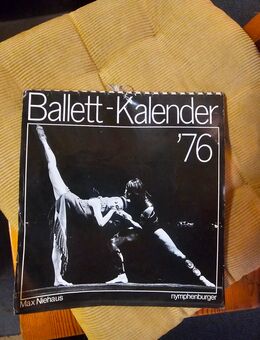 Ballett-Kalender
'76
Max Niehaus
nymphenburger